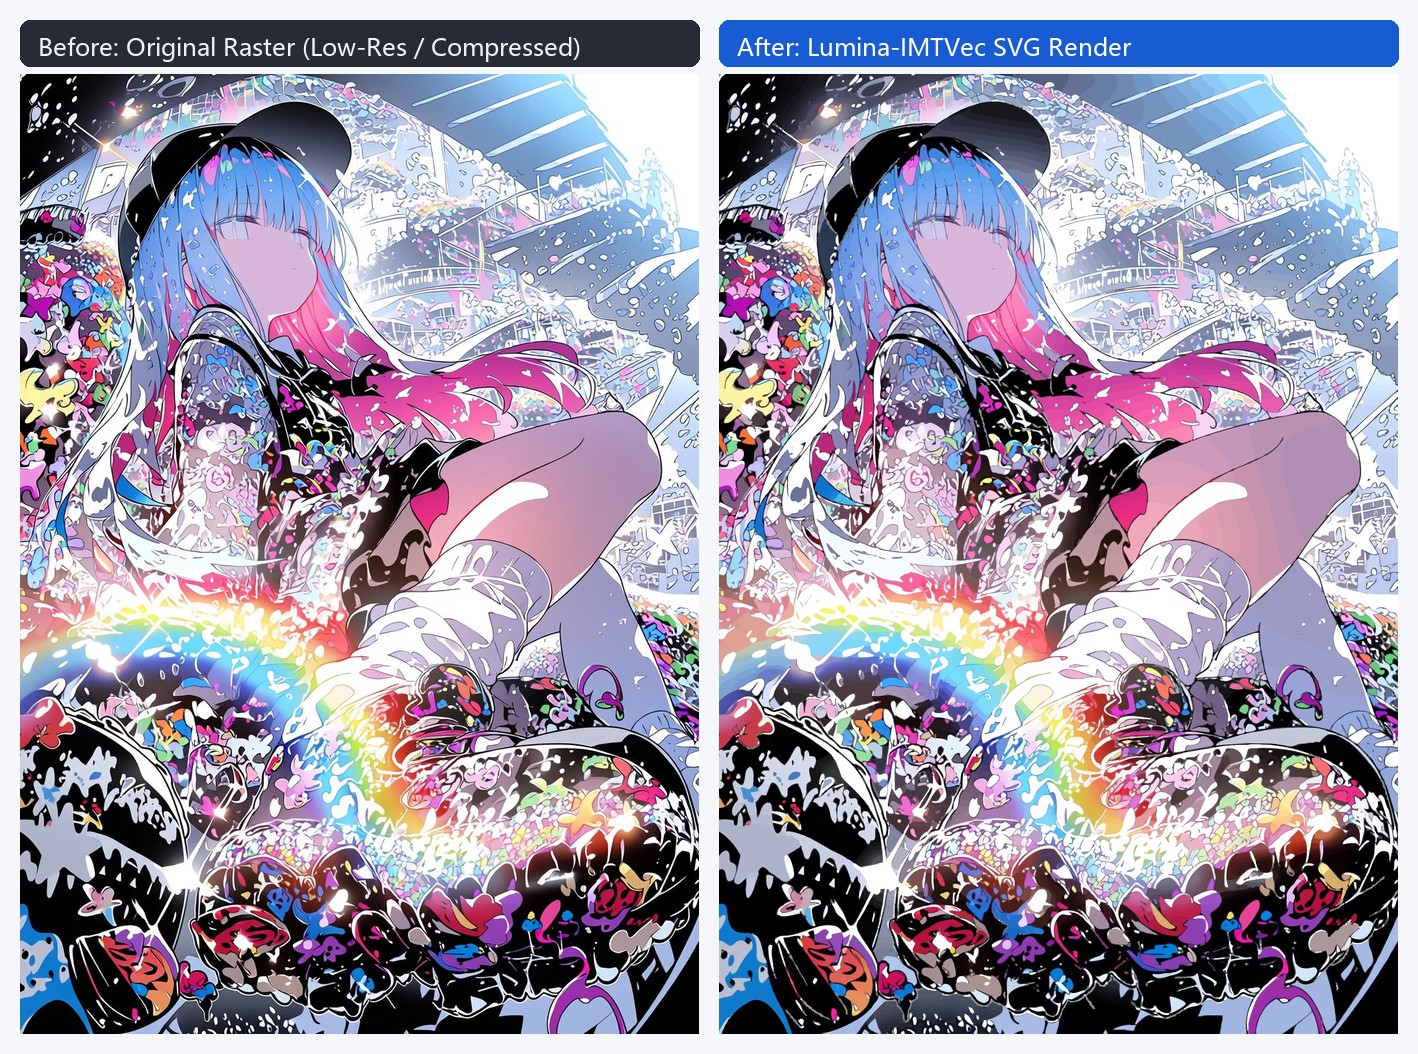 Before: Original Raster (Low-Res / Compressed)
After: Lumina-IMTVec SVG Render